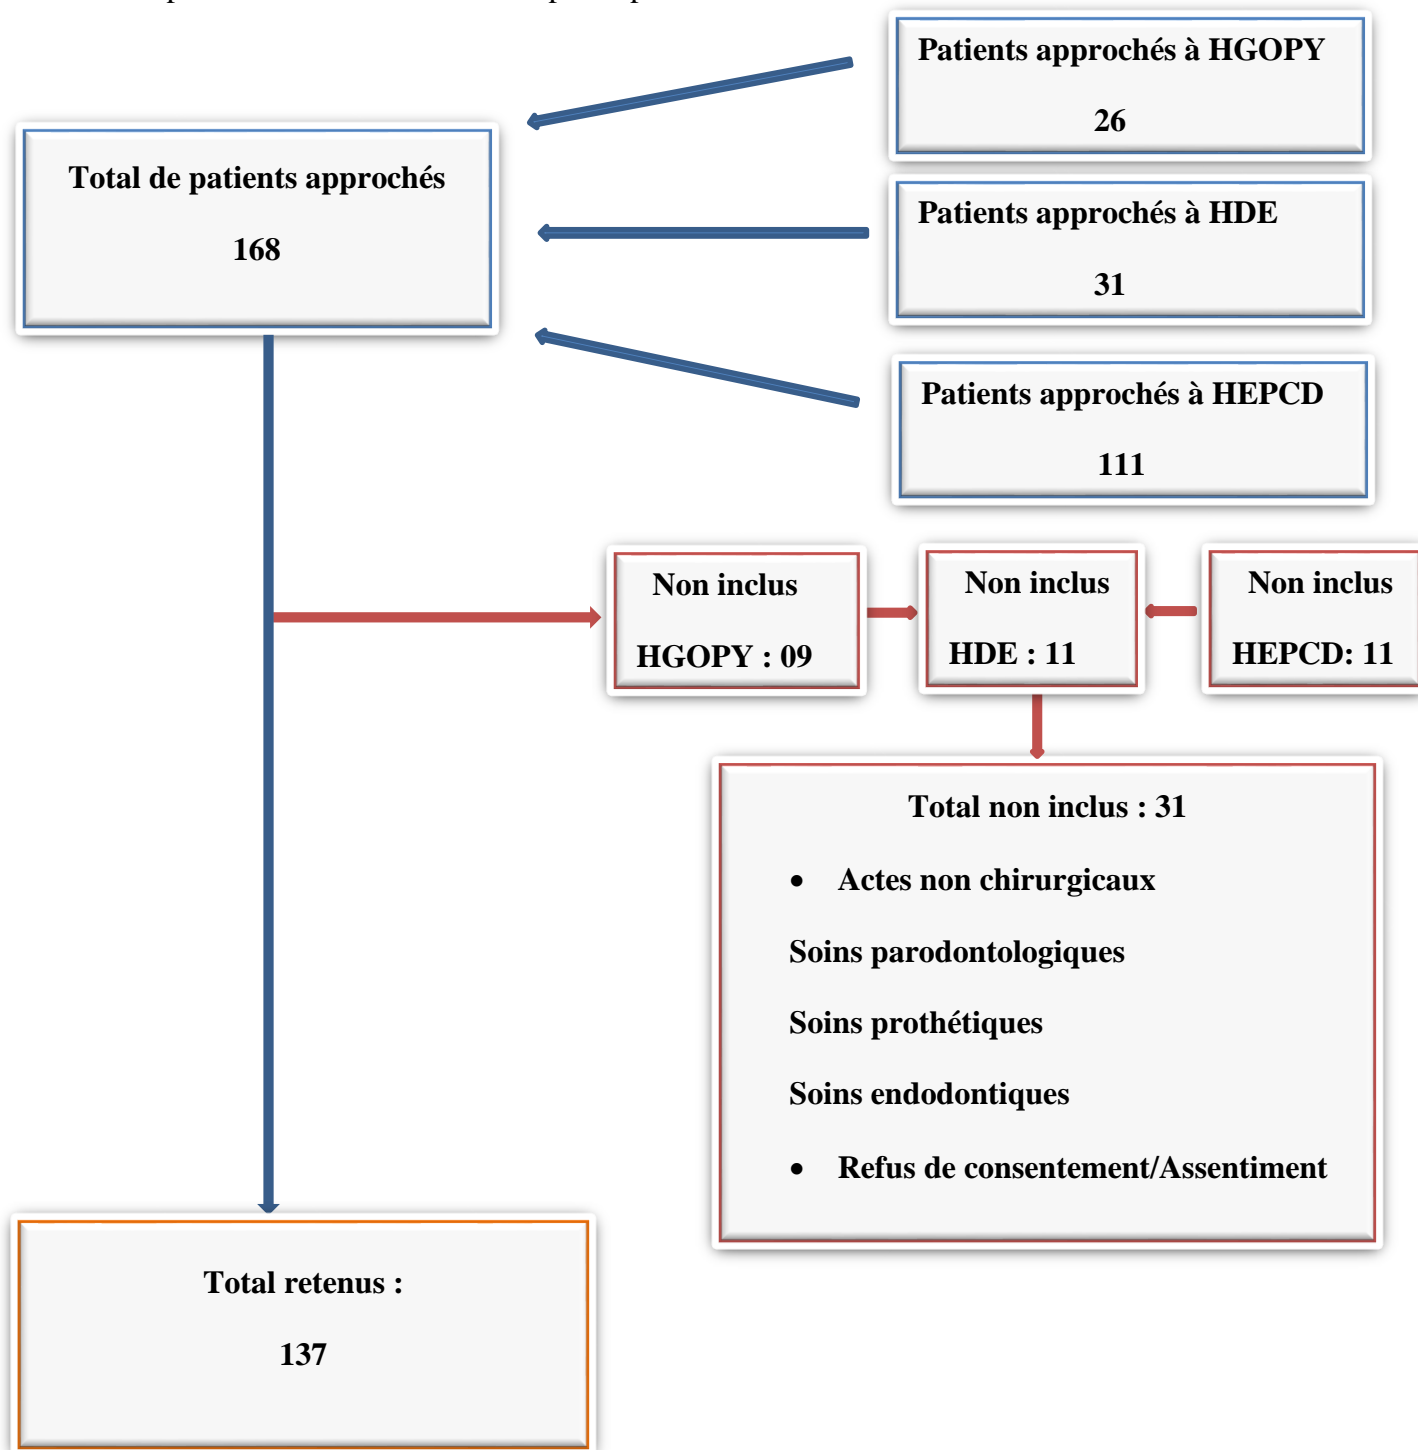 Patients approchés à HGOPY
26
Total de patients approchés
168
Patients approchés à HDE
31
Patients approchés à HEPCD
111
Non inclus
HGOPY : 09
Non inclus
HDE : 11
Non inclus
HEPCD: 11
Total non inclus : 31
• Actes non chirurgicaux
Soins parodontologiques
Soins prothétiques
Soins endodontiques
• Refus de consentement/Assentiment
Total retenus :
137